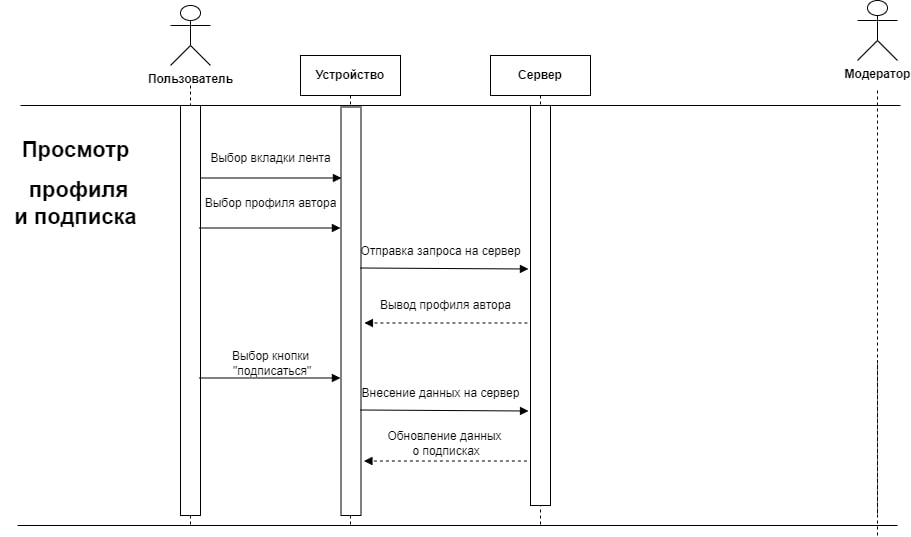 Пользователь
Устройство
Сервер
Модератор
Просмотр
профиля
и подписка
Выбор вкладки лента
Выбор профиля автора
Отправка запроса на сервер
Вывод профиля автора
Выбор кнопки
"подписаться"
Внесение данных на сервер
Обновление данных
о подписках